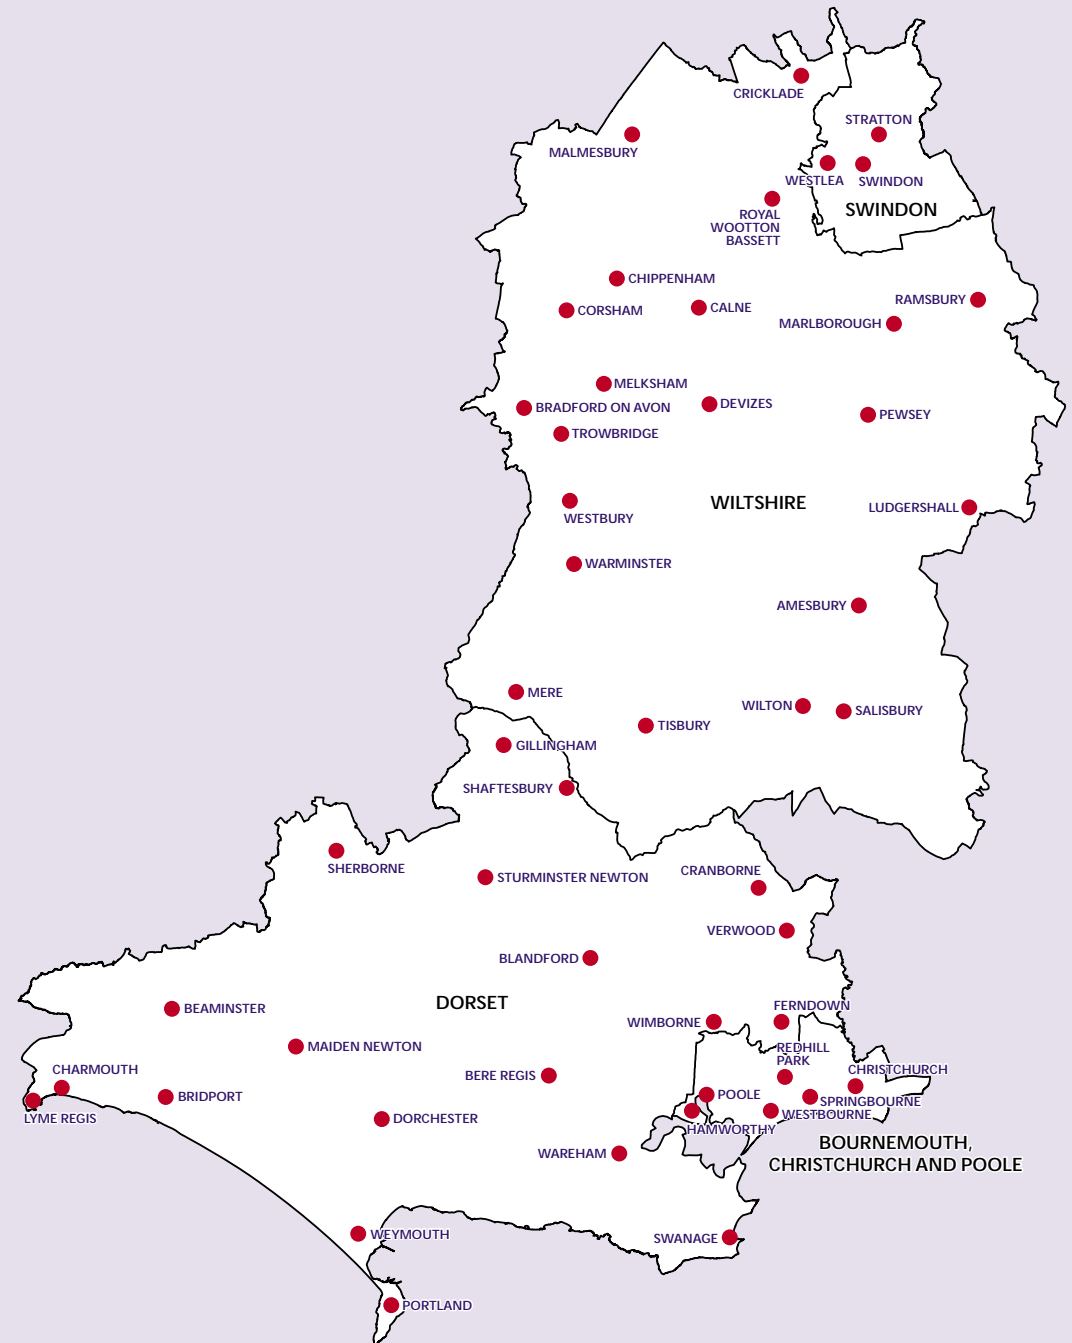 CRICKLADE
STRATTON
MALMESBURY
WESTLEA
SWINDON
SWINDON
ROYAL
WOOTTON
BASSETT
CHIPPENHAM
RAMSBURY
CORSHAM
CALNE
MARLBOROUGH
MELKSHAM
BRADFORD ON AVON
DEVIZES
PEWSEY
TROWBRIDGE
WILTSHIRE
LUDGERSHALL
WESTBURY
WARMINSTER
AMESBURY
MERE
WILTON
SALISBURY
TISBURY
GILLINGHAM
SHAFTESBURY
SHERBORNE
CRANBORNE
STURMINSTER NEWTON
VERWOOD
BLANDFORD
DORSET
BEAMINSTER
FERNDOWN
WIMBORNE
MAIDEN NEWTON
REDHILL
PARK
CHARMOUTH
BERE REGIS
CHRISTCHURCH
BRIDPORT
POOLE
SPRINGBOURNE
LYME REGIS
DORCHESTER
WESTBOURNE
HAMWORTHY
BOURNEMOUTH,
CHRISTCHURCH AND POOLE
WAREHAM
WEYMOUTH
SWANAGE
PORTLAND